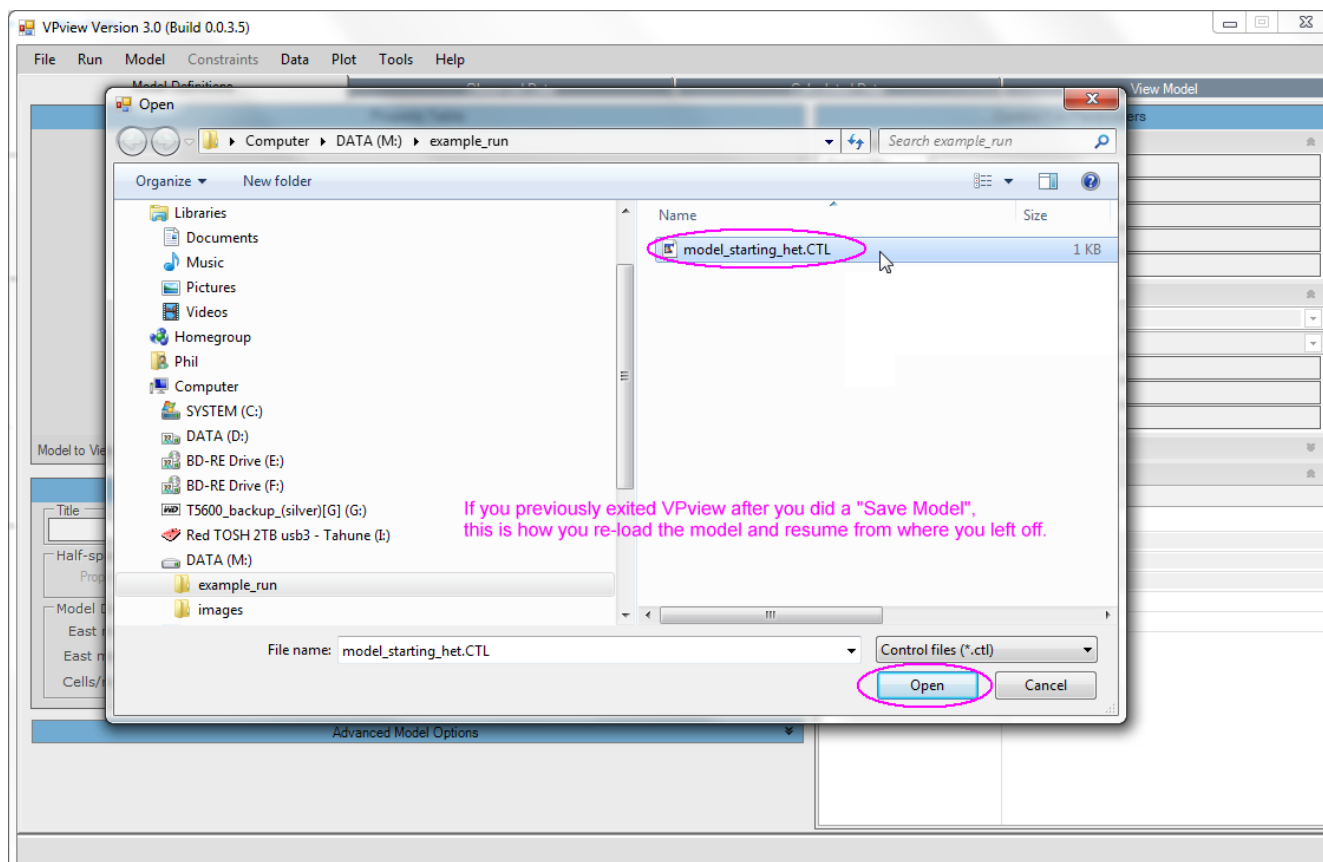 VPview Version 3.0 (Build 0.0.3.5)
File Run Model Constraints Data Plot Tools Help
Model Definitions View Model
Open
Computer DATA (M:) example_run Search example_run
Organize New folder
Libraries
Documents
Music
Pictures
Videos
Homegroup
Phil
Computer
SYSTEM (C:)
DATA (D:)
BD-RE Drive (E:)
BD-RE Drive (F:)
T5600_backup_(silver)[G] (G:)
Red TOSH 2TB usb3 - Tahune (I:)
DATA (M:)
example_run
images
Name Size
model_starting_het.CTL 1 KB
If you previously exited VPview after you did a "Save Model",
this is how you re-load the model and resume from where you left off.
File name: model_starting_het.CTL Control files (*.ctl)
Open Cancel
Model to Vie
Title
Half-sp
Prop
Model D
East
East
Cells/
Advanced Model Options